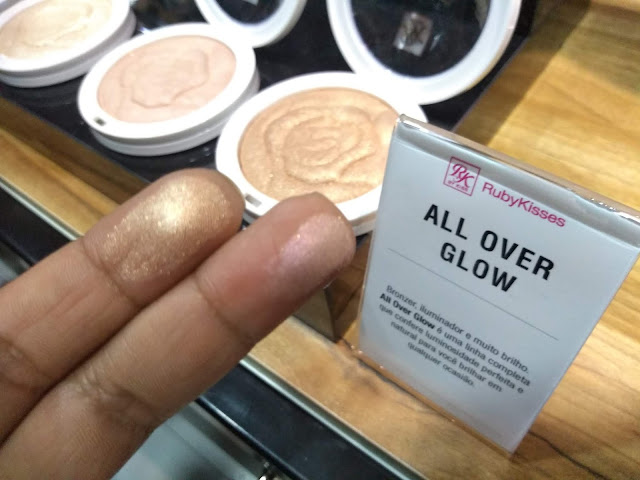 RK
RubyKisses
ALL OVER
GLOW
Bronzer, iluminador e muito brilho.
All Over Glow é uma linha completa
que confere luminosidade perfeita e
natural para você brilhar em
qualquer ocasião.